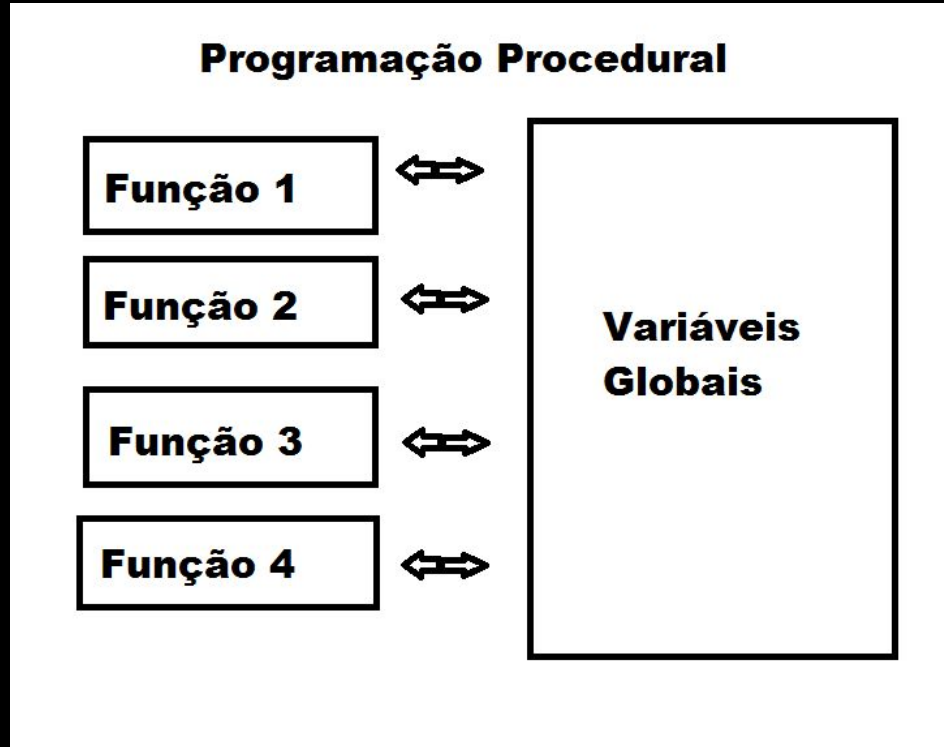 Programação Procedural
Função 1
Função 2
Função 3
Função 4
Variáveis
Globais